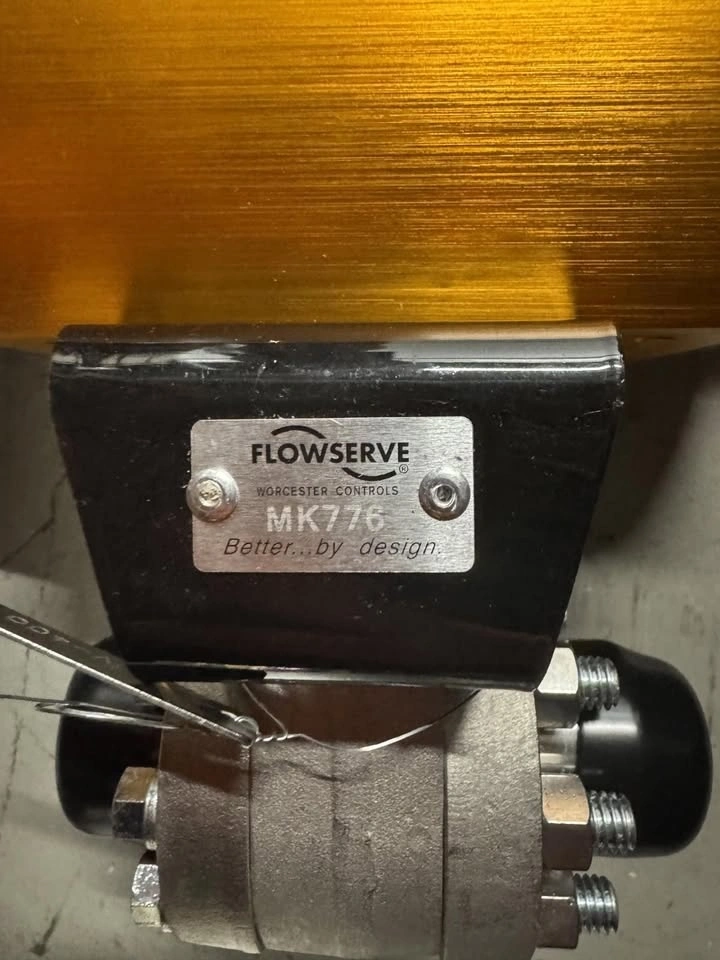 FLOWSERVE®
WORCESTER CONTROLS
MK776
Better...by design.